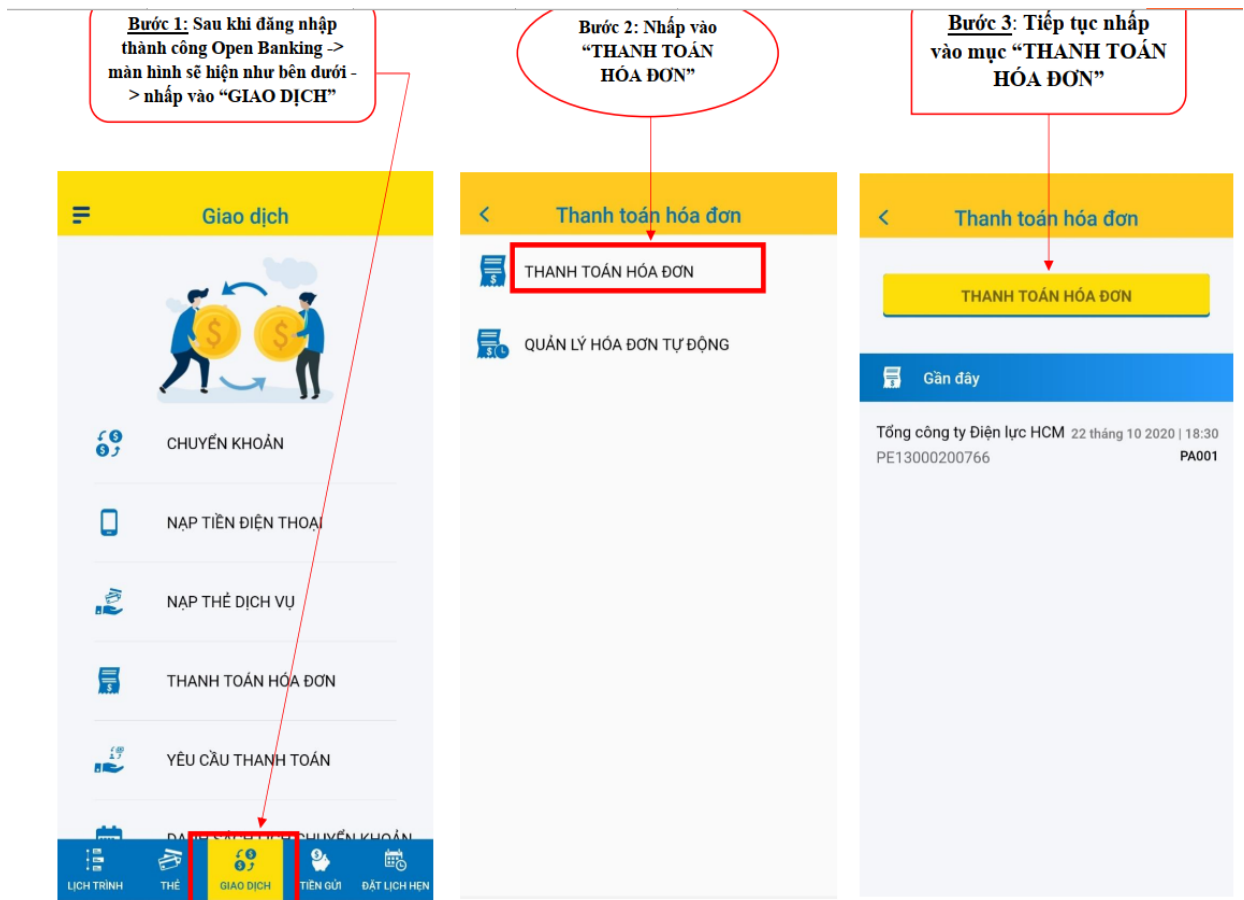 Bước 1: Sau khi đăng nhập
thành công Open Banking ->
màn hình sẽ hiện như bên dưới -
> nhấp vào “GIAO DỊCH”
Bước 2: Nhấp vào
“THANH TOÁN
HÓA ĐƠN”
Bước 3: Tiếp tục nhấp
vào mục “THANH TOÁN
HÓA ĐƠN”
Giao dịch
CHUYỂN KHOẢN
NẠP TIỀN ĐIỆN THOẠI
NẠP THẺ DỊCH VỤ
THANH TOÁN HÓA ĐƠN
YÊU CẦU THANH TOÁN
DANH SÁCH LỊCH CHUYỂN KHOẢN
LỊCH TRÌNH
THẺ
GIAO DỊCH
TIỀN GỬI
ĐẶT LỊCH HẸN
Thanh toán hóa đơn
THANH TOÁN HÓA ĐƠN
QUẢN LÝ HÓA ĐƠN TỰ ĐỘNG
Thanh toán hóa đơn
THANH TOÁN HÓA ĐƠN
Gần đây
Tổng công ty Điện lực HCM 22 tháng 10 2020 | 18:30
PE13000200766 PA001